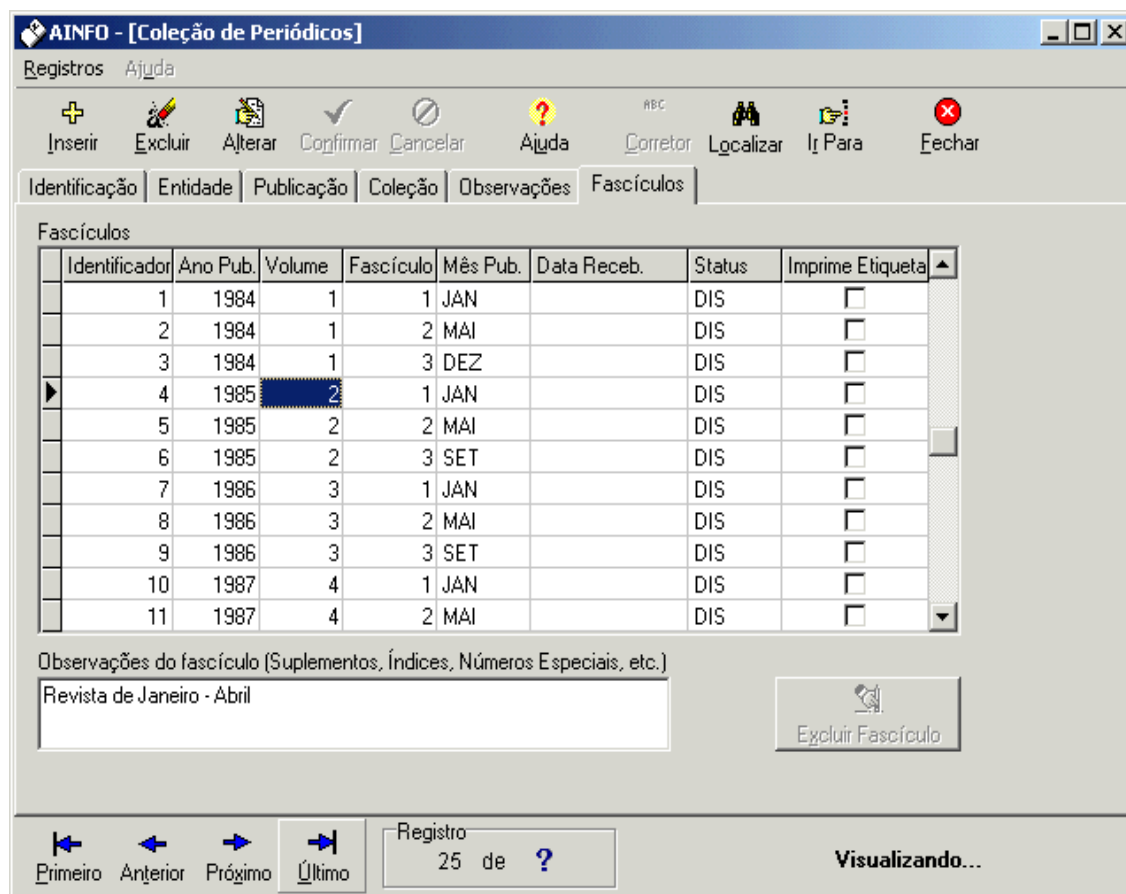 AINFO - [Coleção de Periódicos]
Registros Ajuda
Inserir Excluir Alterar Confirmar Cancelar Ajuda ABC Corretor Localizar Ir Para Fechar
Identificação Entidade Publicação Coleção Observações Fascículos
Fascículos
Identificador Ano Pub. Volume Fascículo Mês Pub. Data Receb. Status Imprime Etiqueta
1 1984 1 1 JAN DIS
2 1984 1 2 MAI DIS
3 1984 1 3 DEZ DIS
4 1985 2 1 JAN DIS
5 1985 2 2 MAI DIS
6 1985 2 3 SET DIS
7 1986 3 1 JAN DIS
8 1986 3 2 MAI DIS
9 1986 3 3 SET DIS
10 1987 4 1 JAN DIS
11 1987 4 2 MAI DIS
Observações do fascículo (Suplementos, Índices, Números Especiais, etc.)
Revista de Janeiro - Abril
Excluir Fascículo
Primeiro Anterior Próximo Último
Registro
25 de ?
Visualizando...